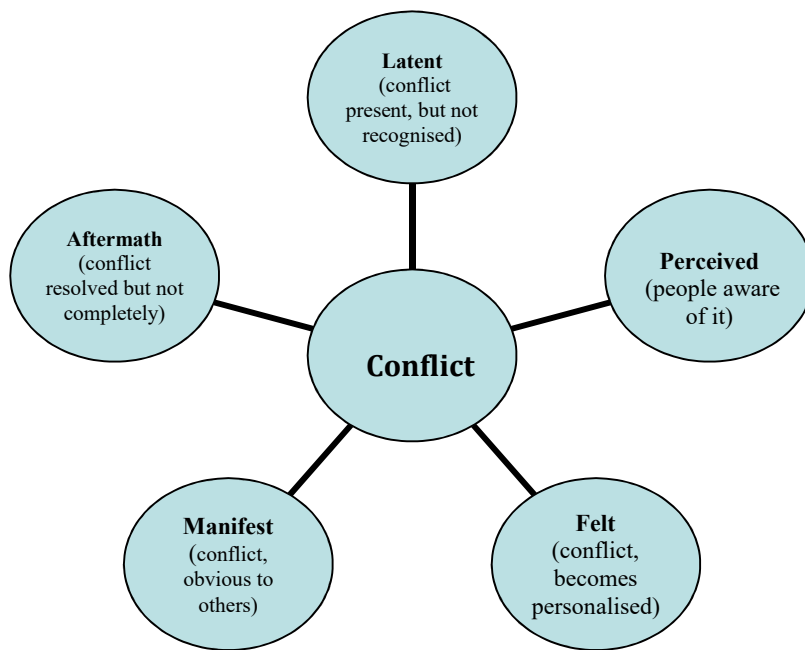 Latent
(conflict
present, but not
recognised)
Aftermath
(conflict
resolved but not
completely)
Perceived
(people aware
of it)
Conflict
Manifest
(conflict,
obvious to
others)
Felt
(conflict,
becomes
personalised)